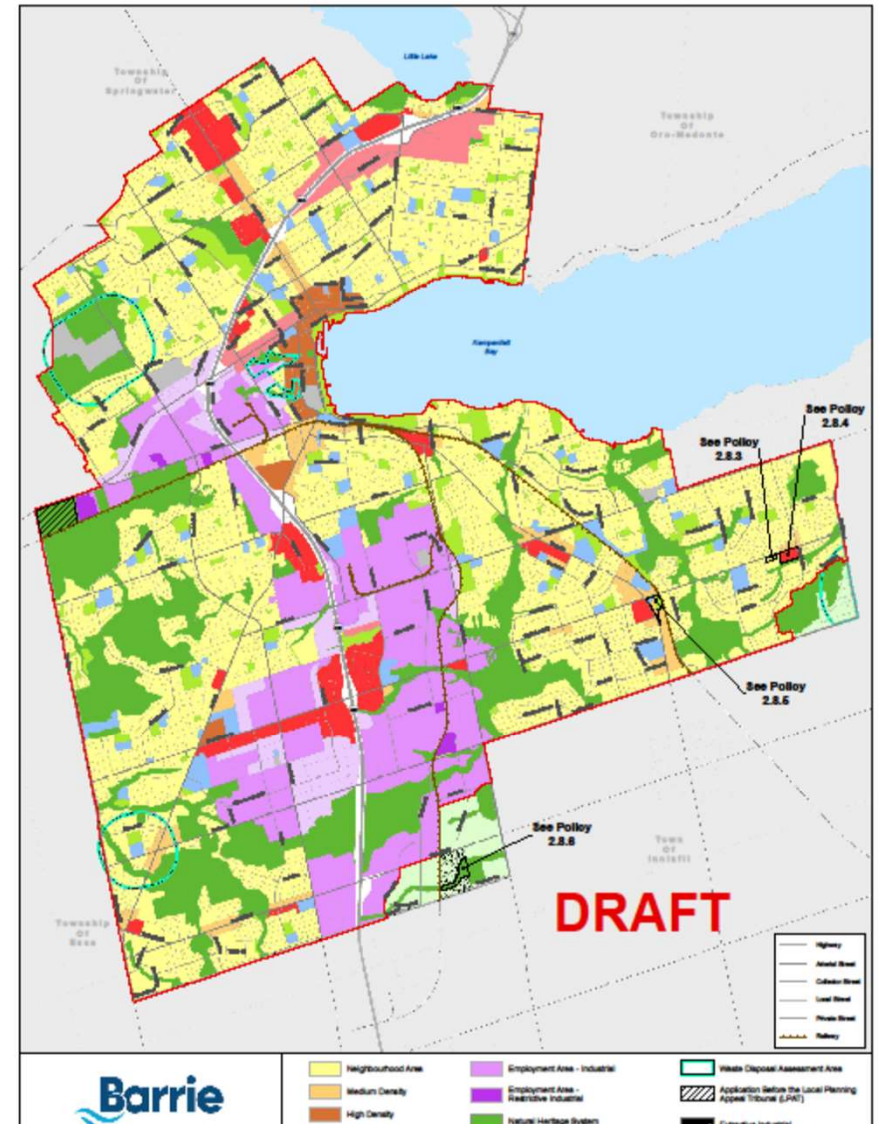 Little Lake
Township
Of
Springwater
Township
Of
Oro-Medonte
Kempenfelt
Bay
See Policy
2.8.4
See Policy
2.8.3
See Policy
2.8.5
See Policy
2.8.6
Town
Of
Innisfil
DRAFT
Township
Of
Essa
Highway
Arterial Street
Collector Street
Local Street
Private Street
Railway
Barrie
Neighbourhood Area
Medium Density
High Density
Employment Area - Industrial
Employment Area -
Restrictive Industrial
Natural Heritage System
Waste Disposal Assessment Area
Application Before the Local Planning
Appeal Tribunal (LPAT)
Extractive Industrial